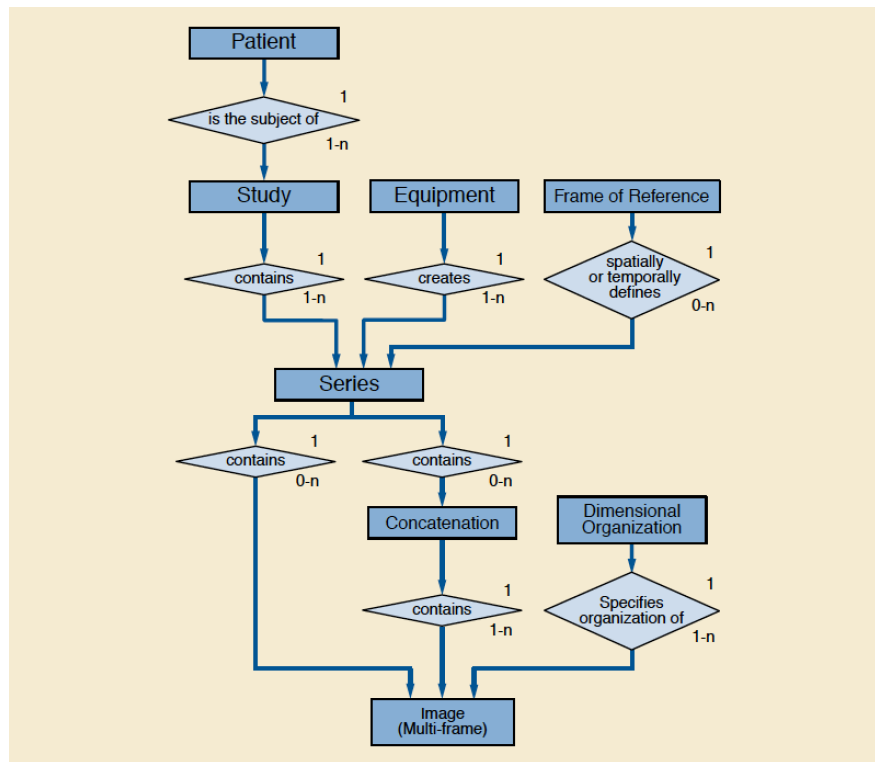 Patient
1
is the subject of
1-n
Study
Equipment
Frame of Reference
1
contains
1-n
1
creates
1-n
1
spatially
or temporally
defines
0-n
Series
1
contains
0-n
1
contains
0-n
Concatenation
Dimensional
Organization
1
contains
1-n
1
Specifies
organization of
1-n
Image
(Multi-frame)